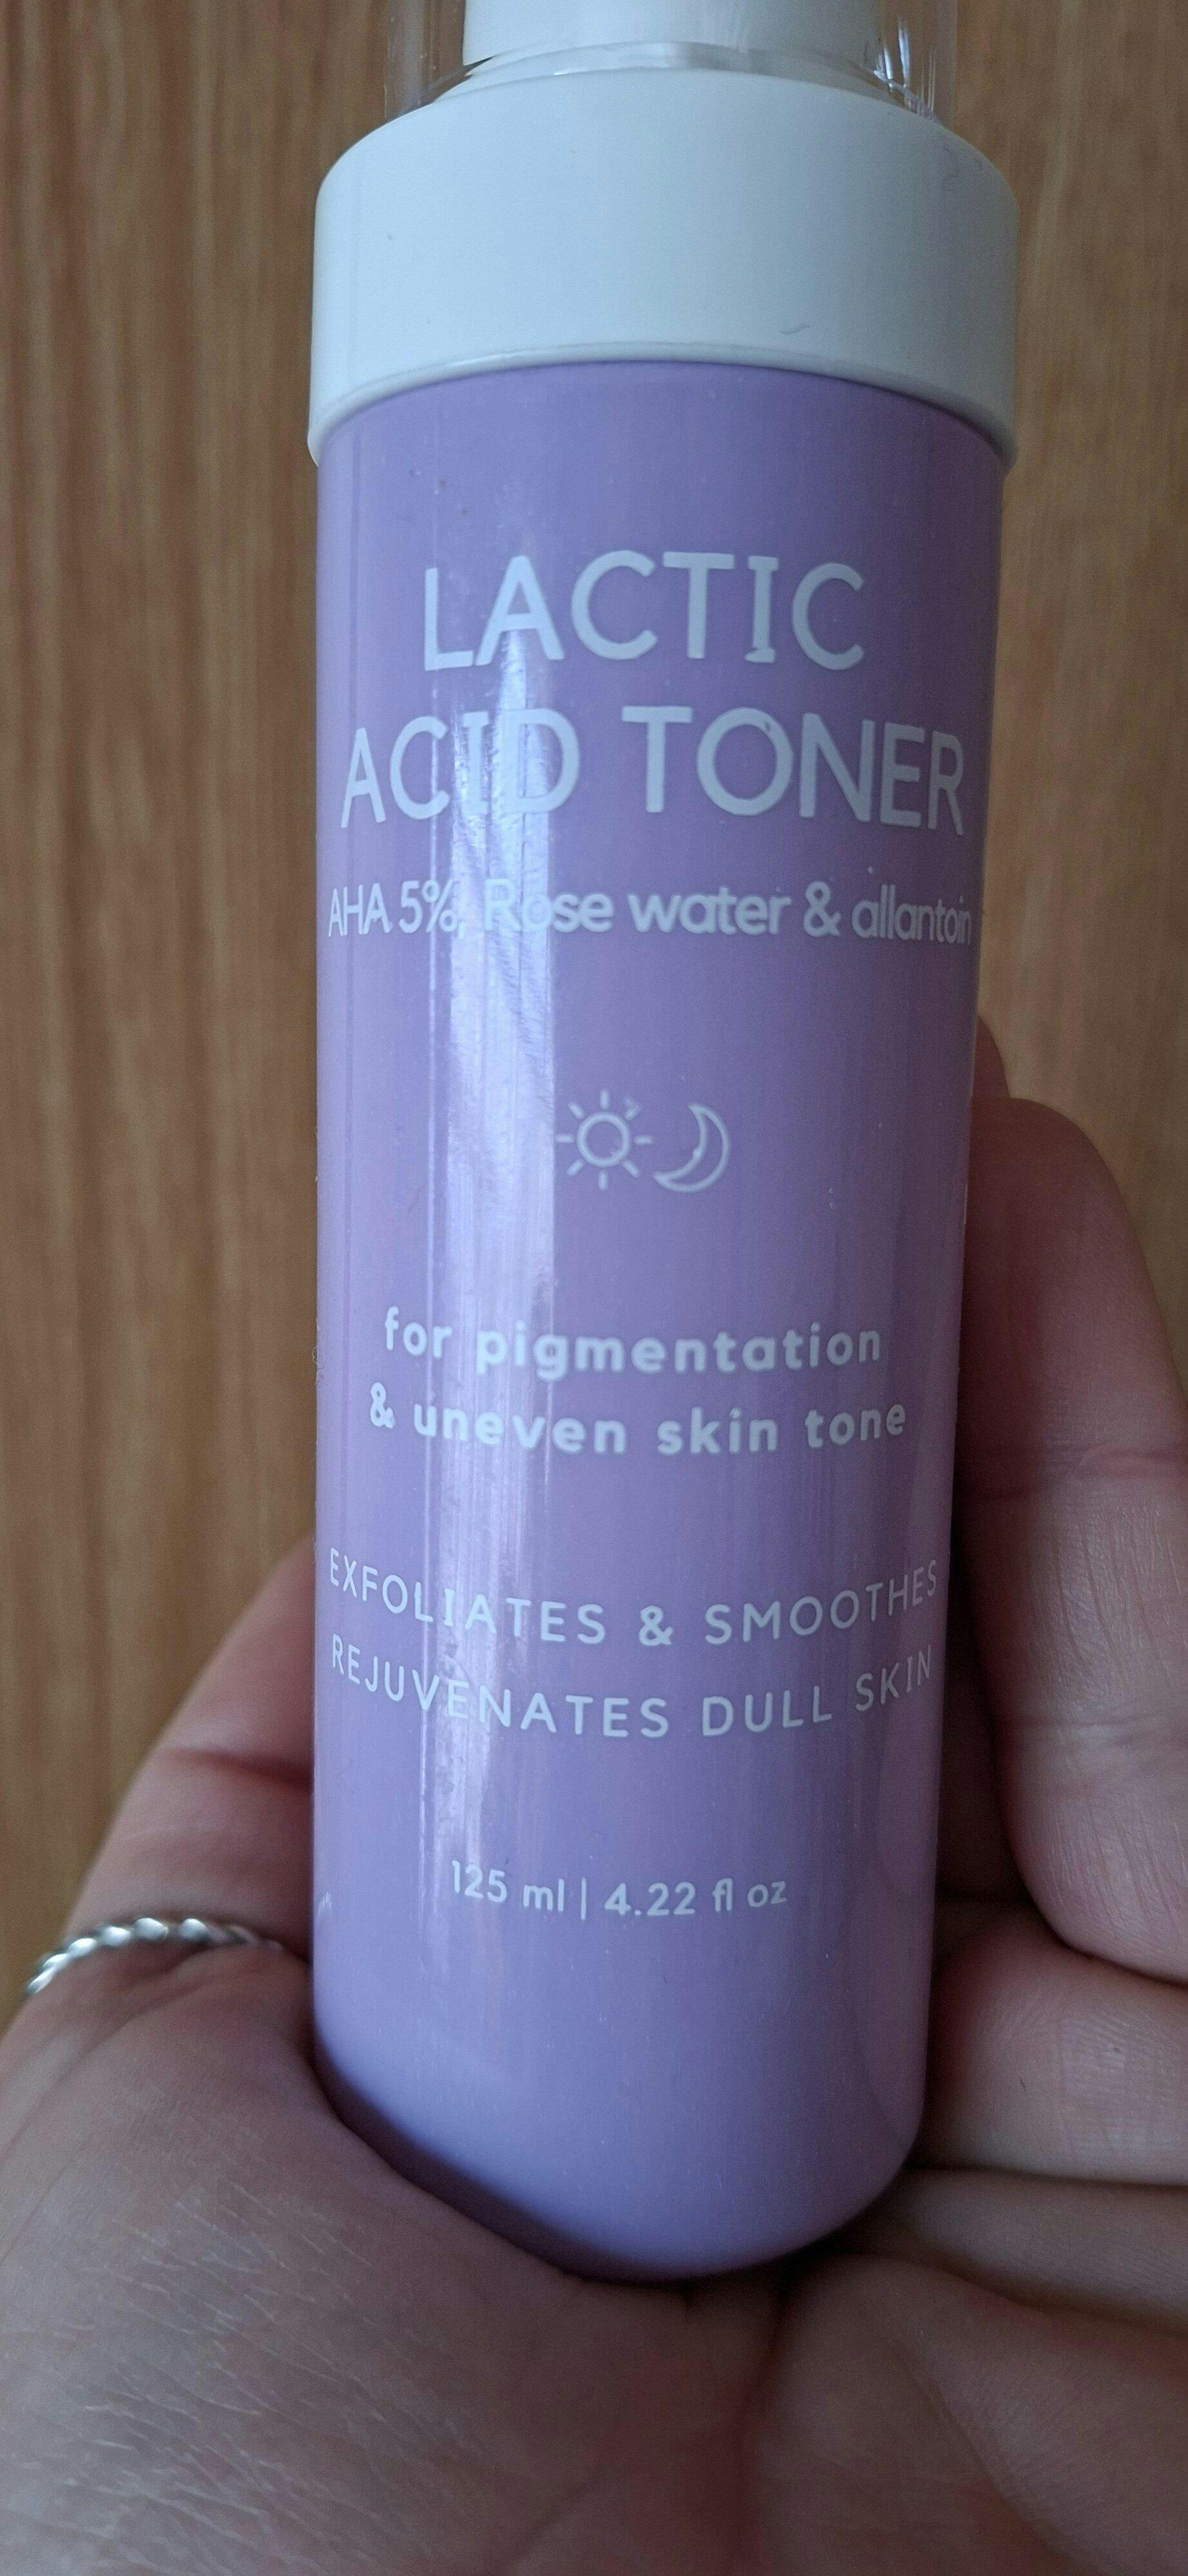 LACTIC
ACID TONER
AHA 5%, Rose water & allantoin
for pigmentation
& uneven skin tone
EXFOLIATES & SMOOTHES
REJUVENATES DULL SKIN
125 ml | 4.22 fl oz